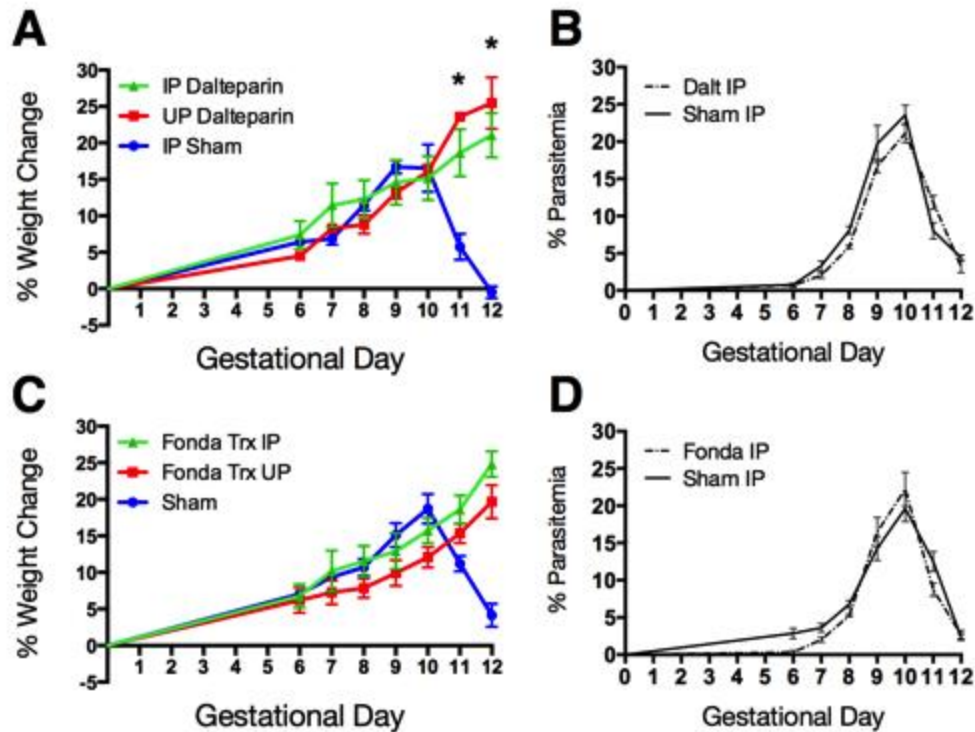 A
* *
30
25
20
15
10
5
0
-5
% Weight Change
IP Dalteparin
UP Dalteparin
IP Sham
1 2 3 4 5 6 7 8 9 10 11 12
Gestational Day
B
30
25
20
15
10
5
0
% Parasitemia
Dalt IP
Sham IP
0 1 2 3 4 5 6 7 8 9 10 11 12
Gestational Day
C
30
25
20
15
10
5
0
-5
% Weight Change
Fonda Trx IP
Fonda Trx UP
Sham
1 2 3 4 5 6 7 8 9 10 11 12
Gestational Day
D
30
25
20
15
10
5
0
% Parasitemia
Fonda IP
Sham IP
0 1 2 3 4 5 6 7 8 9 10 11 12
Gestational Day